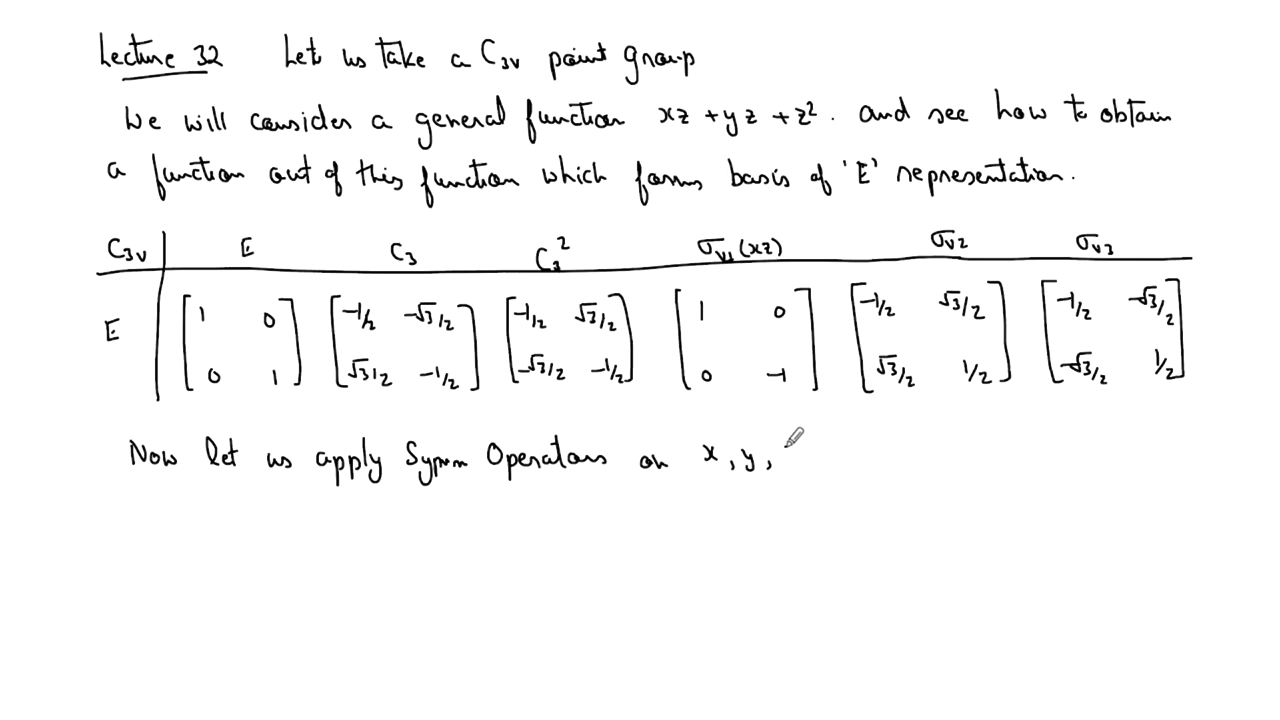 Lecture 32 Let us take a C₃ᵥ point group
We will consider a general function xz + yz + z². and see how to obtain
a function out of this function which forms basis of 'E' representation.
C₃ᵥ E C₃ C₃² σᵥ₁(xz) σᵥ₂ σᵥ₃
E [1 0; 0 1] [-1/2 -√3/2; √3/2 -1/2] [-1/2 √3/2; -√3/2 -1/2] [1 0; 0 -1] [-1/2 √3/2; √3/2 1/2] [-1/2 -√3/2; -√3/2 1/2]
Now let us apply Symm Operators on x, y,